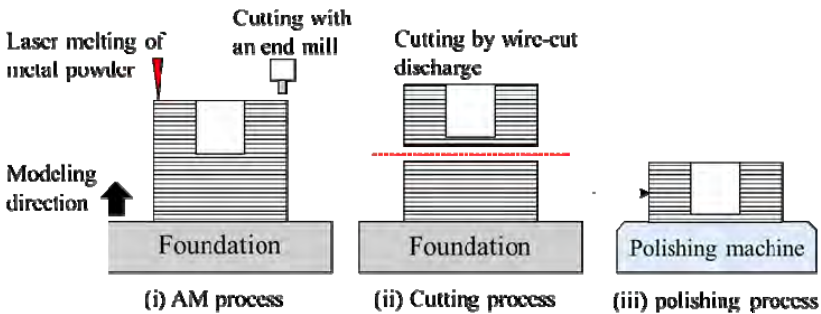 Laser melting of
metal powder
Cutting with
an end mill
Modeling
direction
Foundation
(i) AM process
Cutting by wire-cut
discharge
Foundation
(ii) Cutting process
Polishing machine
(iii) polishing process